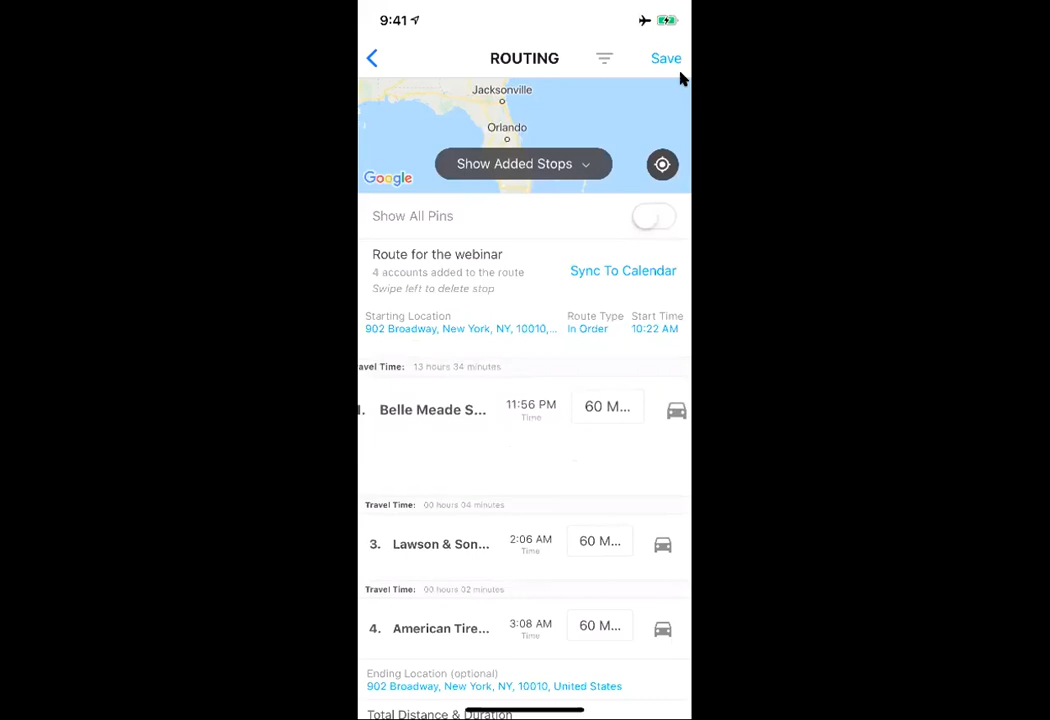 9:41
ROUTING
Save
Jacksonville
Orlando
Show Added Stops
Google
Show All Pins
Route for the webinar
4 accounts added to the route
Sync To Calendar
Swipe left to delete stop
Starting Location
Route Type
Start Time
902 Broadway, New York, NY, 10010,...
In Order
10:22 AM
avel Time: 13 hours 34 minutes
Belle Meade S...
11:56 PM
Time
60 M...
Travel Time: 00 hours 04 minutes
3. Lawson & Son...
2:06 AM
Time
60 M...
Travel Time: 00 hours 02 minutes
4. American Tire...
3:08 AM
Time
60 M...
Ending Location (optional)
902 Broadway, New York, NY, 10010, United States
Total Distance & Duration